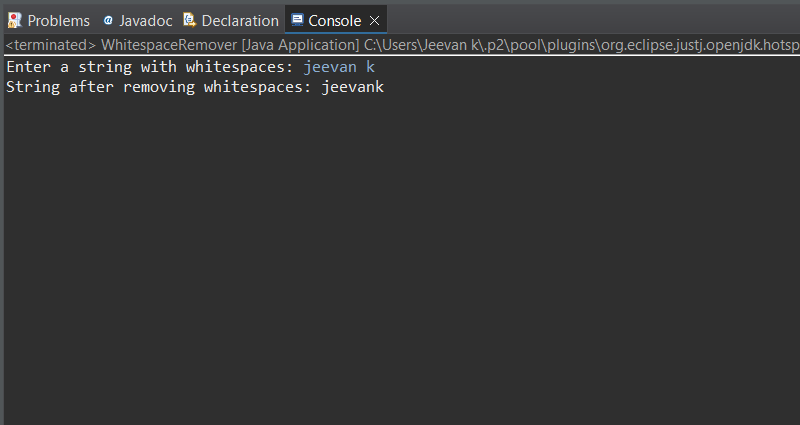 Problems Javadoc Declaration Console
<terminated> WhitespaceRemover [Java Application] C:\Users\Jeevan k\.p2\pool\plugins\org.eclipse.justj.openjdk.hotsp
Enter a string with whitespaces: jeevan k
String after removing whitespaces: jeevank